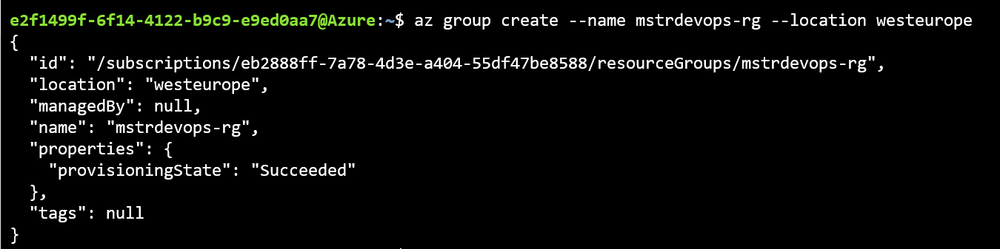 e2f1499f-6f14-4122-b9c9-e9ed0aa7@Azure:~$ az group create --name mstrdevops-rg --location westeurope
{
  "id": "/subscriptions/eb2888ff-7a78-4d3e-a404-55df47be8588/resourceGroups/mstrdevops-rg",
  "location": "westeurope",
  "managedBy": null,
  "name": "mstrdevops-rg",
  "properties": {
    "provisioningState": "Succeeded"
  },
  "tags": null
}